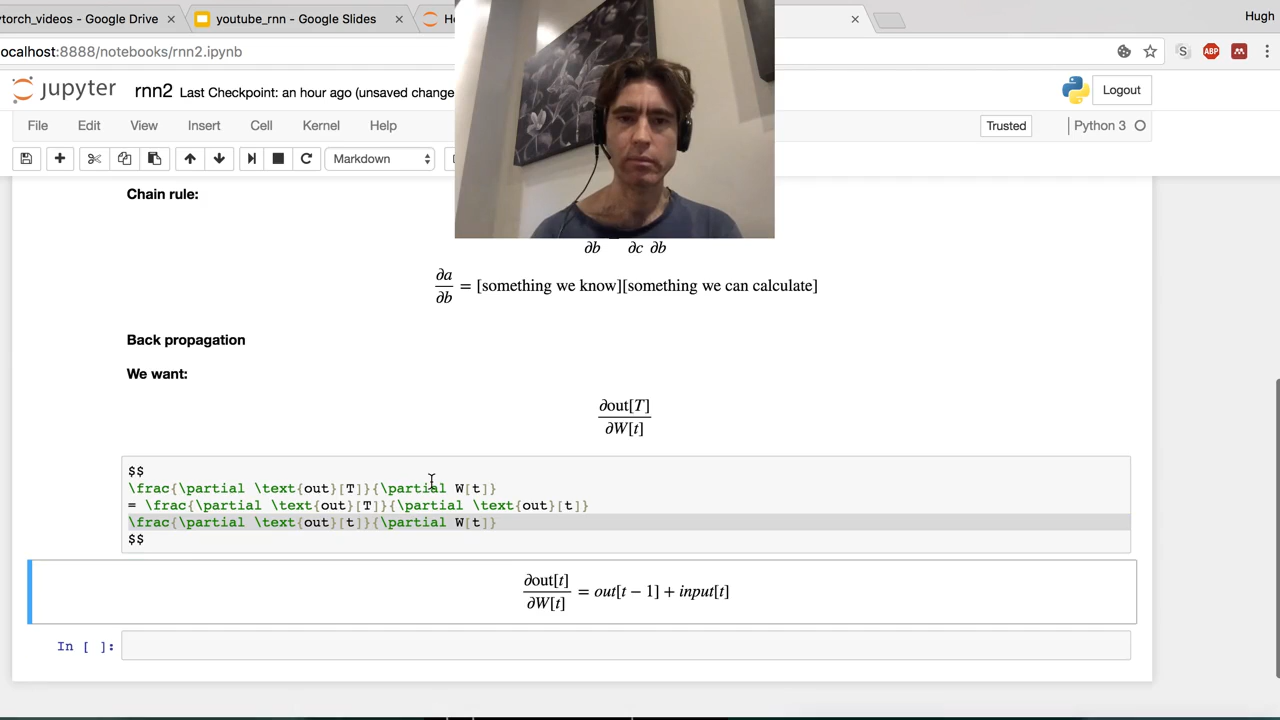 ytorch_videos - Google Drive × youtube_rnn - Google Slides × ×
Hugh
ocalhost:8888/notebooks/rnn2.ipynb
S ABP
jupyter rnn2 Last Checkpoint: an hour ago (unsaved change
Logout
File Edit View Insert Cell Kernel Help
Trusted Python 3
Markdown
Chain rule:
∂b ∂c ∂b
∂a/∂b = [something we know][something we can calculate]
Back propagation
We want:
∂out[T]/∂W[t]
$$
\frac{\partial \text{out}[T]}{\partial W[t]}
= \frac{\partial \text{out}[T]}{\partial \text{out}[t]}
\frac{\partial \text{out}[t]}{\partial W[t]}
$$
∂out[t]/∂W[t] = out[t − 1] + input[t]
In [ ]: